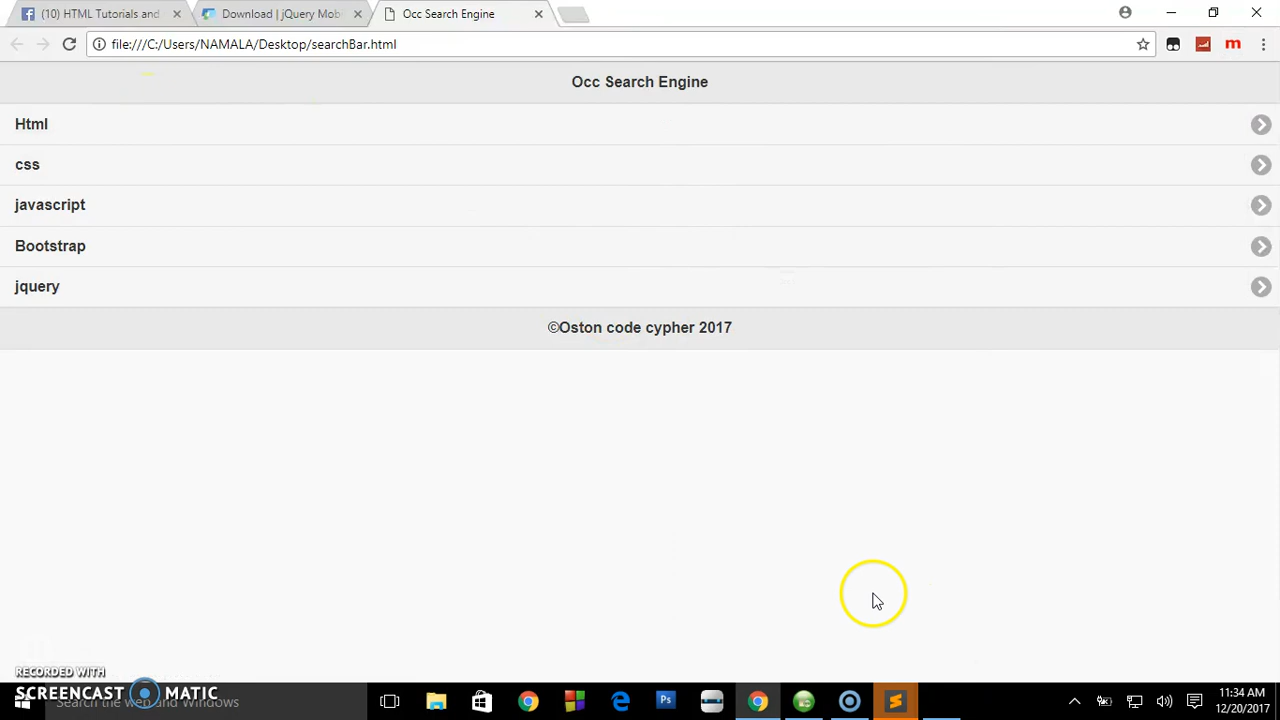 (10) HTML Tutorials and
Download | jQuery Mob
Occ Search Engine
file:///C:/Users/NAMALA/Desktop/searchBar.html
m
Occ Search Engine
Html
css
javascript
Bootstrap
jquery
©Oston code cypher 2017
RECORDED WITH
SCREENCAST MATIC
Search the web and Windows
Ps
11:34 AM
12/20/2017